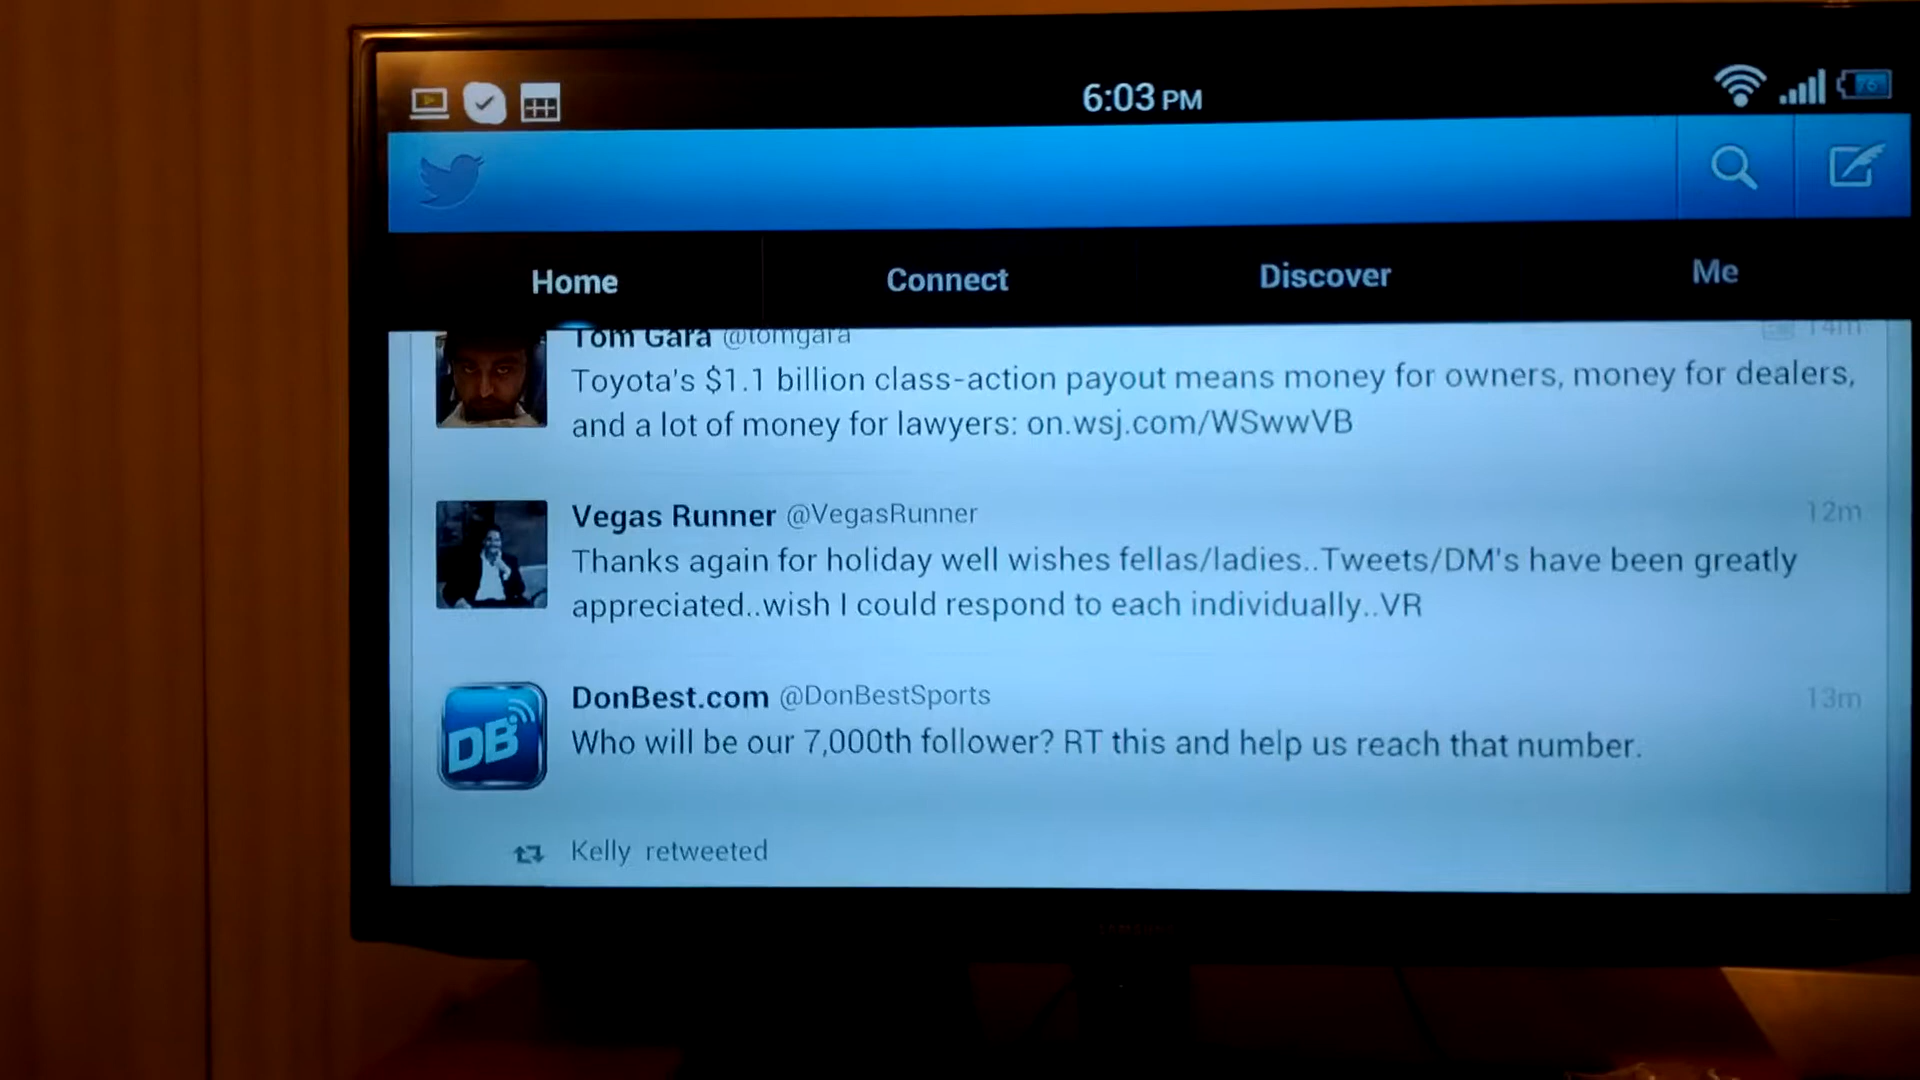 6:03 PM
76
Home
Connect
Discover
Me
Tom Gara @tomgara
14m
Toyota's $1.1 billion class-action payout means money for owners, money for dealers,
and a lot of money for lawyers: on.wsj.com/WSwwVB
Vegas Runner @VegasRunner
12m
Thanks again for holiday well wishes fellas/ladies..Tweets/DM's have been greatly
appreciated..wish I could respond to each individually..VR
DB
DonBest.com @DonBestSports
13m
Who will be our 7,000th follower? RT this and help us reach that number.
Kelly retweeted
SAMSUNG